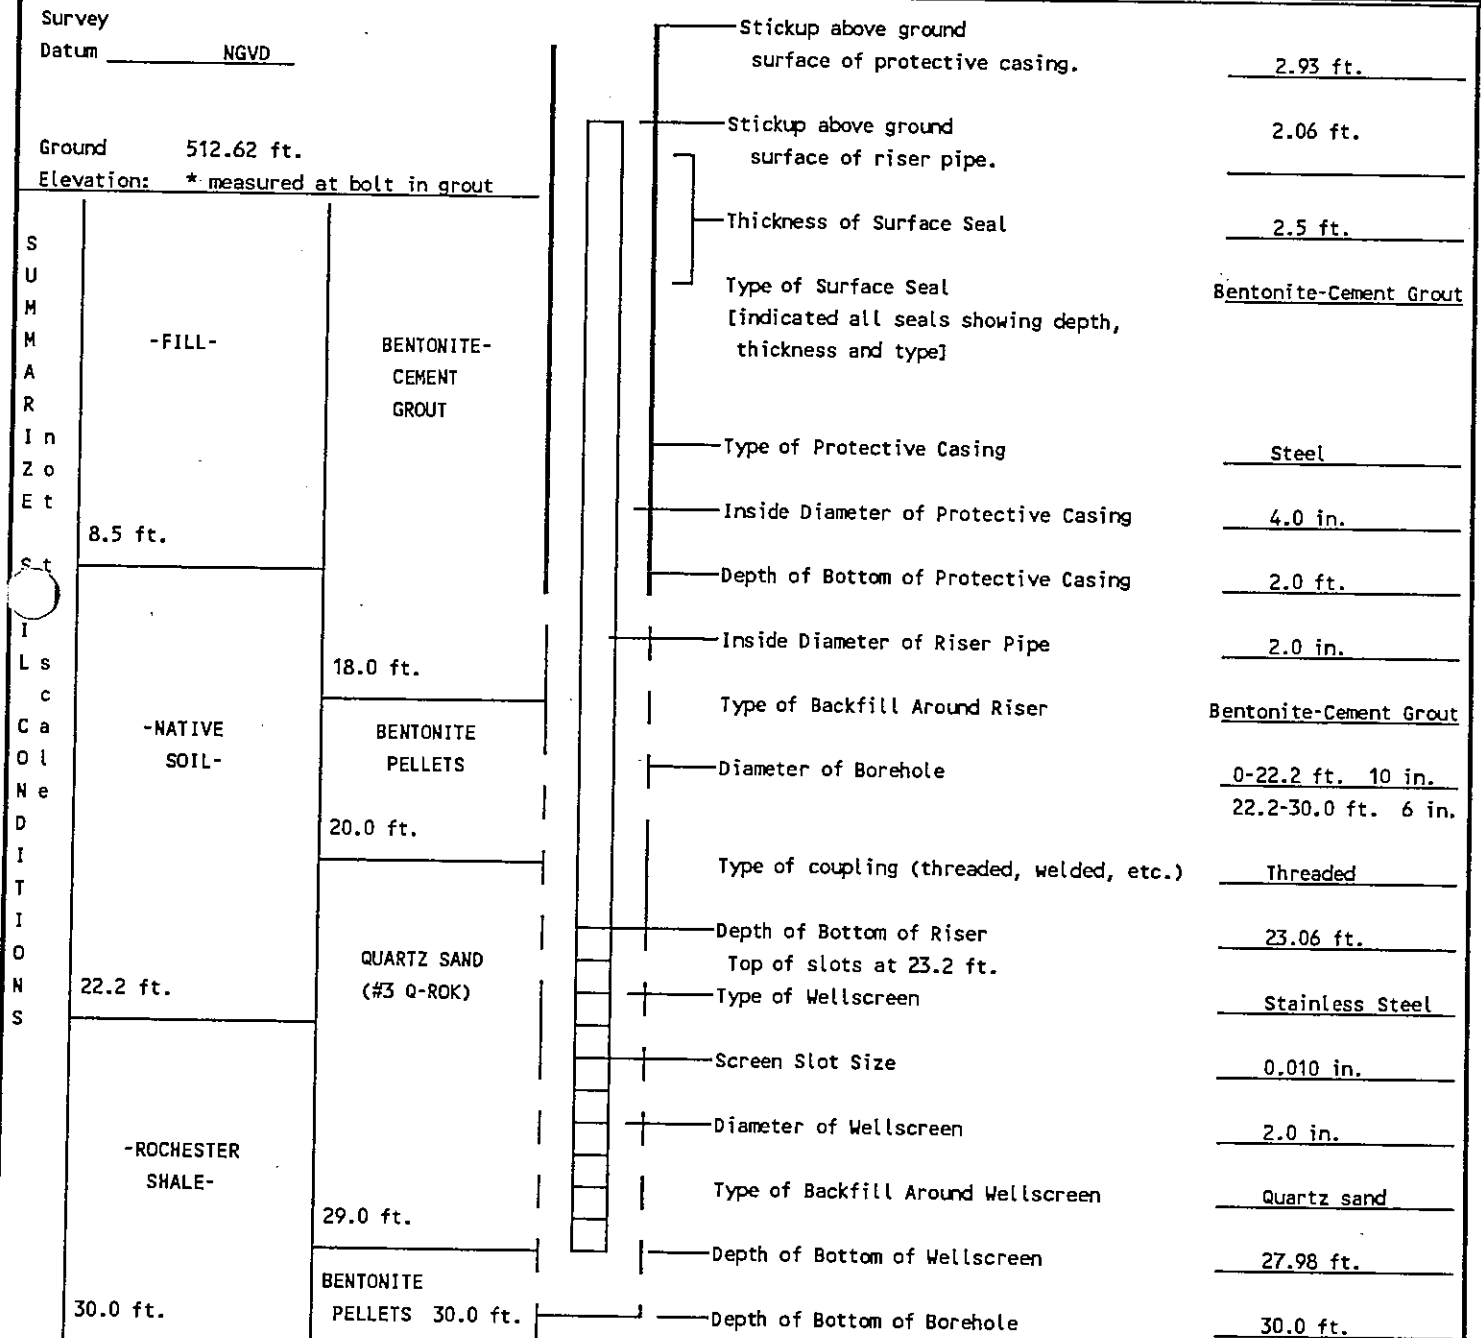 Survey
Datum NGVD
Ground 512.62 ft.
Elevation: * measured at bolt in grout
SUMMARIZE SOIL CONDITIONS
not to scale
-FILL-
8.5 ft.
-NATIVE
SOIL-
22.2 ft.
-ROCHESTER
SHALE-
30.0 ft.
BENTONITE-
CEMENT
GROUT
18.0 ft.
BENTONITE
PELLETS
20.0 ft.
QUARTZ SAND
(#3 Q-ROK)
29.0 ft.
BENTONITE
PELLETS 30.0 ft.
Stickup above ground
surface of protective casing. 2.93 ft.
Stickup above ground 2.06 ft.
surface of riser pipe.
Thickness of Surface Seal 2.5 ft.
Type of Surface Seal Bentonite-Cement Grout
[indicated all seals showing depth,
thickness and type]
Type of Protective Casing Steel
Inside Diameter of Protective Casing 4.0 in.
Depth of Bottom of Protective Casing 2.0 ft.
Inside Diameter of Riser Pipe 2.0 in.
Type of Backfill Around Riser Bentonite-Cement Grout
Diameter of Borehole 0-22.2 ft. 10 in.
22.2-30.0 ft. 6 in.
Type of coupling (threaded, welded, etc.) Threaded
Depth of Bottom of Riser 23.06 ft.
Top of slots at 23.2 ft.
Type of Wellscreen Stainless Steel
Screen Slot Size 0.010 in.
Diameter of Wellscreen 2.0 in.
Type of Backfill Around Wellscreen Quartz sand
Depth of Bottom of Wellscreen 27.98 ft.
Depth of Bottom of Borehole 30.0 ft.